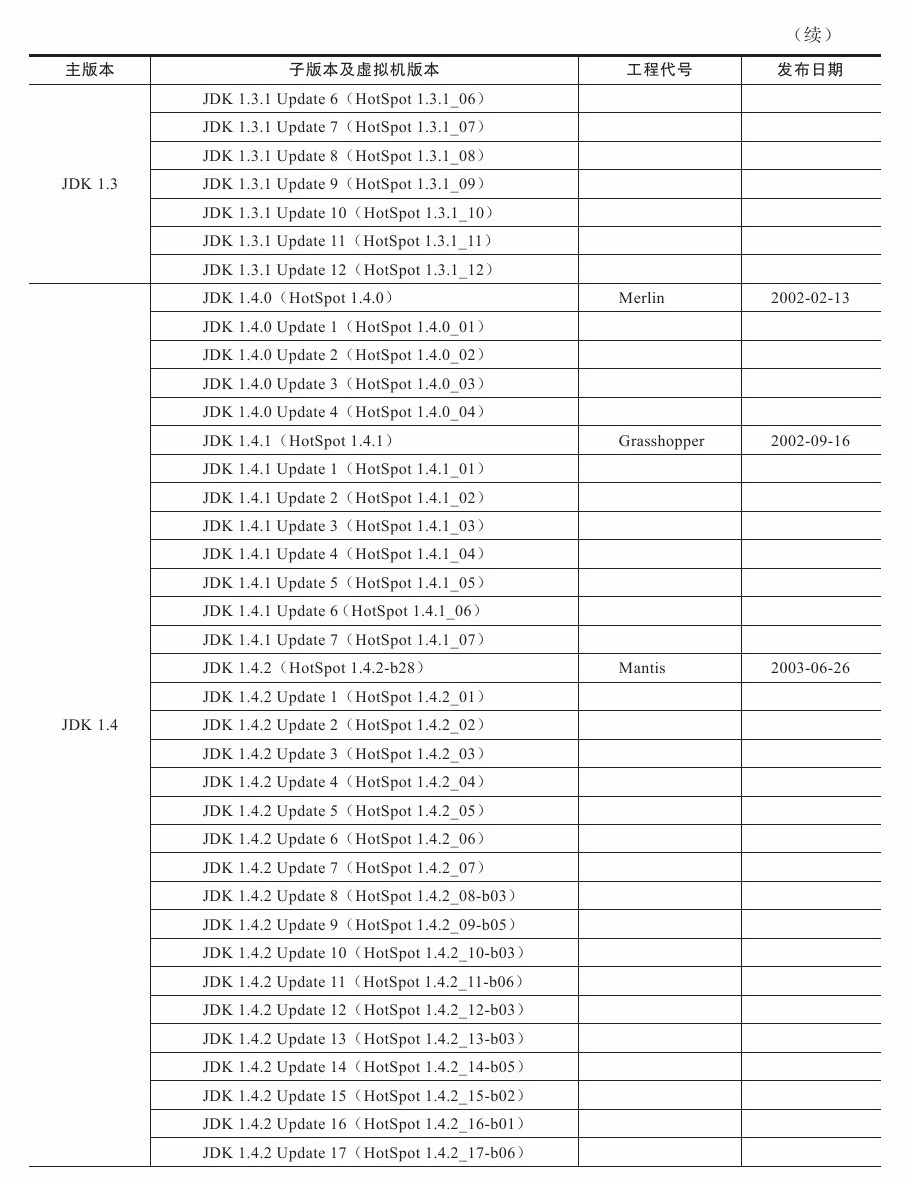 （续）
主版本 子版本及虚拟机版本 工程代号 发布日期
JDK 1.3.1 Update 6（HotSpot 1.3.1_06）
JDK 1.3.1 Update 7（HotSpot 1.3.1_07）
JDK 1.3.1 Update 8（HotSpot 1.3.1_08）
JDK 1.3 JDK 1.3.1 Update 9（HotSpot 1.3.1_09）
JDK 1.3.1 Update 10（HotSpot 1.3.1_10）
JDK 1.3.1 Update 11（HotSpot 1.3.1_11）
JDK 1.3.1 Update 12（HotSpot 1.3.1_12）
JDK 1.4.0（HotSpot 1.4.0） Merlin 2002-02-13
JDK 1.4.0 Update 1（HotSpot 1.4.0_01）
JDK 1.4.0 Update 2（HotSpot 1.4.0_02）
JDK 1.4.0 Update 3（HotSpot 1.4.0_03）
JDK 1.4.0 Update 4（HotSpot 1.4.0_04）
JDK 1.4.1（HotSpot 1.4.1） Grasshopper 2002-09-16
JDK 1.4.1 Update 1（HotSpot 1.4.1_01）
JDK 1.4.1 Update 2（HotSpot 1.4.1_02）
JDK 1.4.1 Update 3（HotSpot 1.4.1_03）
JDK 1.4.1 Update 4（HotSpot 1.4.1_04）
JDK 1.4.1 Update 5（HotSpot 1.4.1_05）
JDK 1.4.1 Update 6（HotSpot 1.4.1_06）
JDK 1.4.1 Update 7（HotSpot 1.4.1_07）
JDK 1.4.2（HotSpot 1.4.2-b28） Mantis 2003-06-26
JDK 1.4.2 Update 1（HotSpot 1.4.2_01）
JDK 1.4 JDK 1.4.2 Update 2（HotSpot 1.4.2_02）
JDK 1.4.2 Update 3（HotSpot 1.4.2_03）
JDK 1.4.2 Update 4（HotSpot 1.4.2_04）
JDK 1.4.2 Update 5（HotSpot 1.4.2_05）
JDK 1.4.2 Update 6（HotSpot 1.4.2_06）
JDK 1.4.2 Update 7（HotSpot 1.4.2_07）
JDK 1.4.2 Update 8（HotSpot 1.4.2_08-b03）
JDK 1.4.2 Update 9（HotSpot 1.4.2_09-b05）
JDK 1.4.2 Update 10（HotSpot 1.4.2_10-b03）
JDK 1.4.2 Update 11（HotSpot 1.4.2_11-b06）
JDK 1.4.2 Update 12（HotSpot 1.4.2_12-b03）
JDK 1.4.2 Update 13（HotSpot 1.4.2_13-b03）
JDK 1.4.2 Update 14（HotSpot 1.4.2_14-b05）
JDK 1.4.2 Update 15（HotSpot 1.4.2_15-b02）
JDK 1.4.2 Update 16（HotSpot 1.4.2_16-b01）
JDK 1.4.2 Update 17（HotSpot 1.4.2_17-b06）